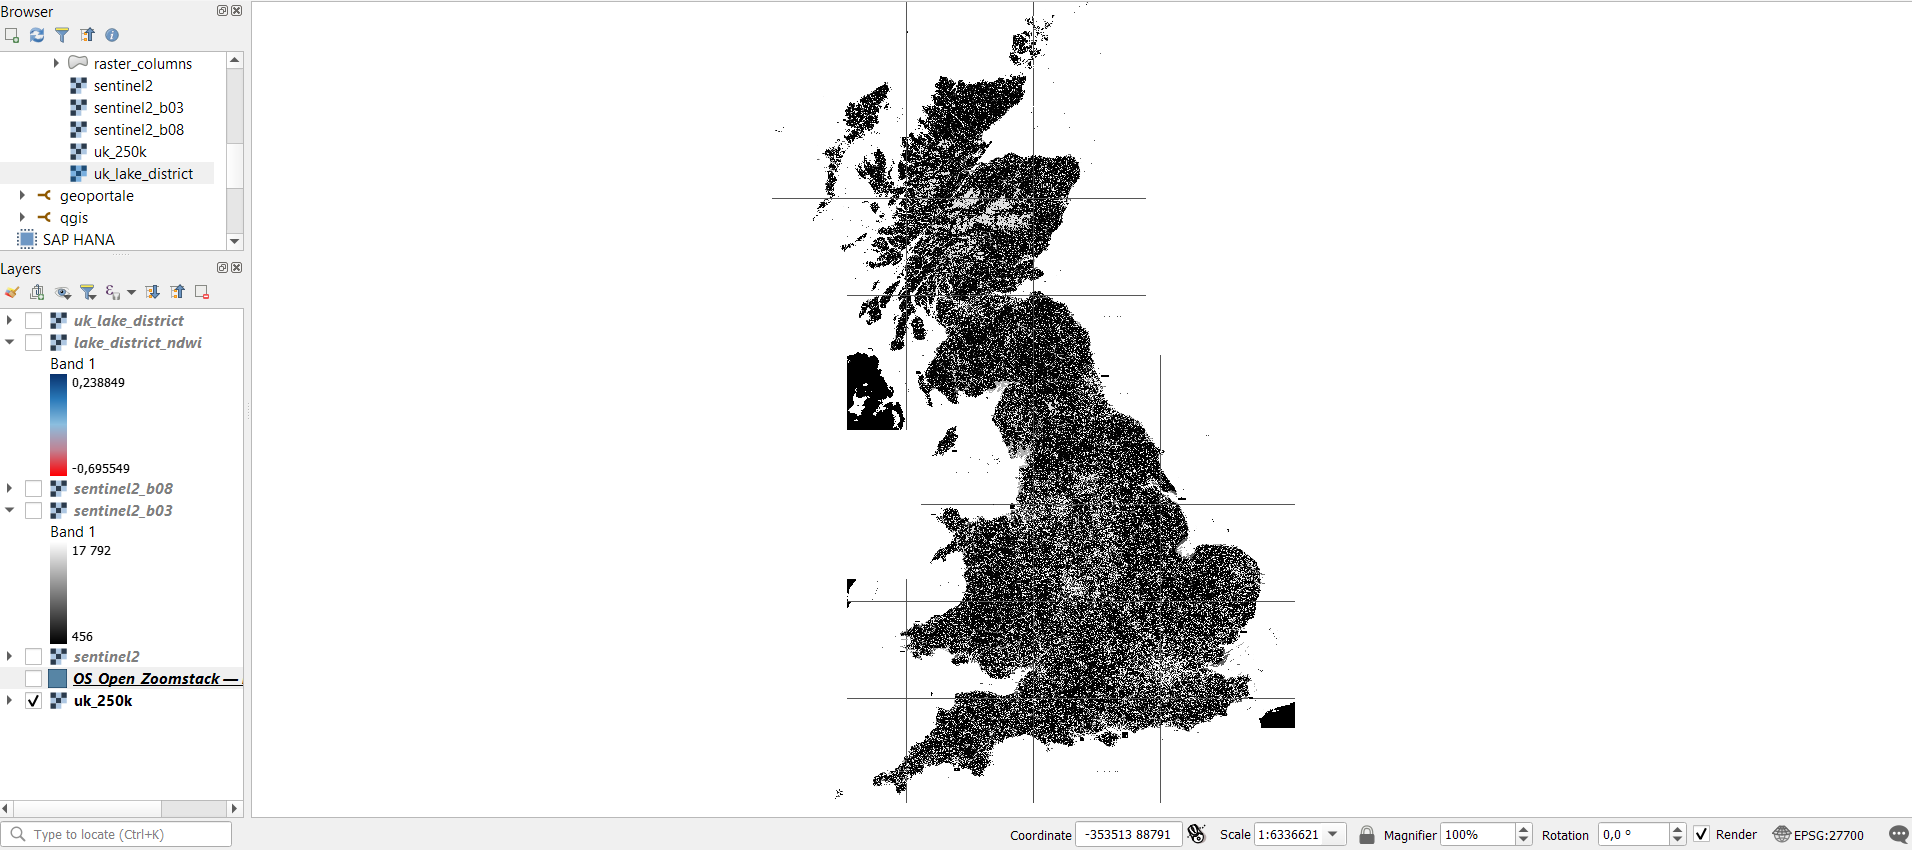 Browser
raster_columns
sentinel2
sentinel2_b03
sentinel2_b08
uk_250k
uk_lake_district
geoportale
qgis
SAP HANA
Layers
uk_lake_district
lake_district_ndwi
Band 1
0,238849
-0,695549
sentinel2_b08
sentinel2_b03
Band 1
17 792
456
sentinel2
OS Open Zoomstack —
uk_250k
Type to locate (Ctrl+K)
Coordinate -353513 88791 Scale 1:6336621 Magnifier 100% Rotation 0,0 ° Render EPSG:27700